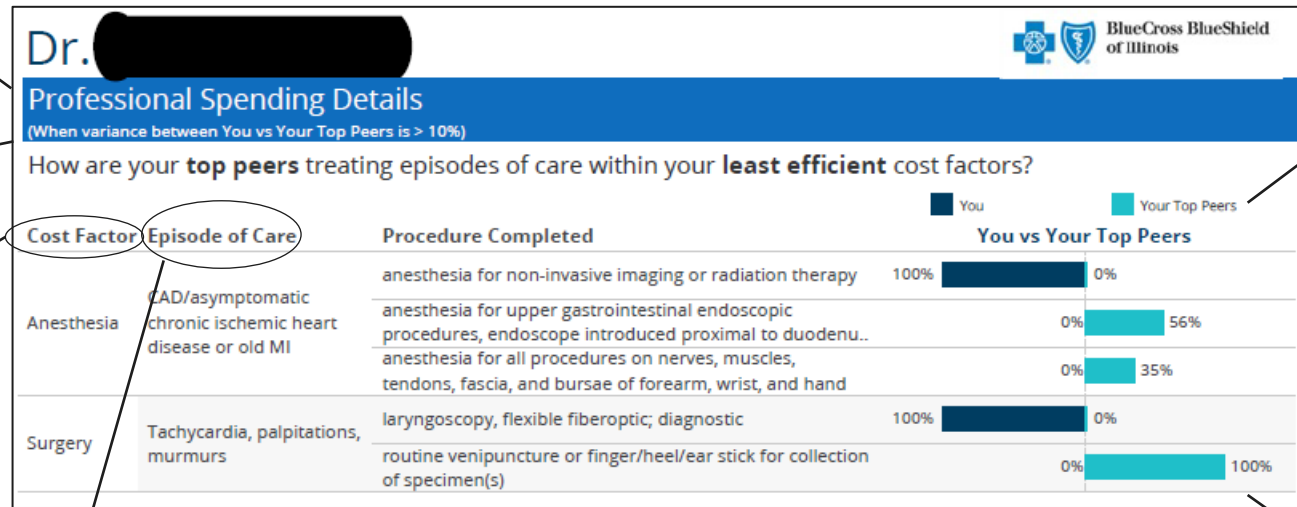 Dr.
BlueCross BlueShield
of Illinois
Professional Spending Details
(When variance between You vs Your Top Peers is > 10%)
How are your top peers treating episodes of care within your least efficient cost factors?
You Your Top Peers
Cost Factor Episode of Care Procedure Completed You vs Your Top Peers
Anesthesia
CAD/asymptomatic
chronic ischemic heart
disease or old MI
anesthesia for non-invasive imaging or radiation therapy 100% 0%
anesthesia for upper gastrointestinal endoscopic
procedures, endoscope introduced proximal to duodenu..
0% 56%
anesthesia for all procedures on nerves, muscles,
tendons, fascia, and bursae of forearm, wrist, and hand
0% 35%
Surgery
Tachycardia, palpitations,
murmurs
laryngoscopy, flexible fiberoptic; diagnostic 100% 0%
routine venipuncture or finger/heel/ear stick for collection
of specimen(s)
0% 100%